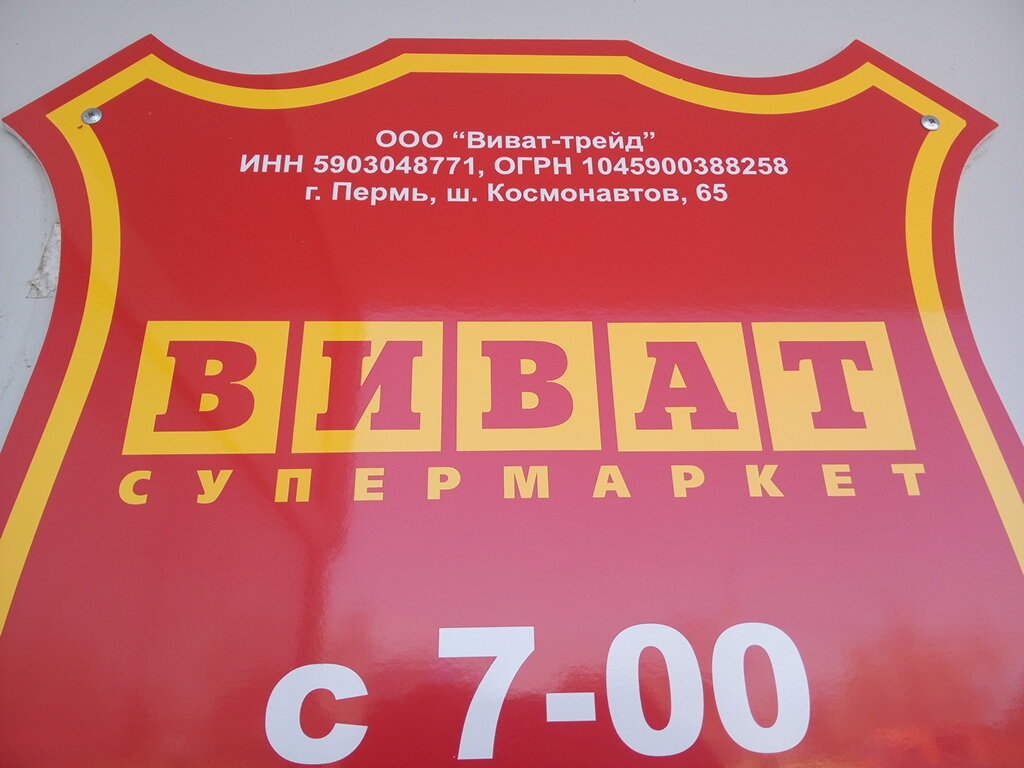 ООО “Виват-трейд”
ИНН 5903048771, ОГРН 1045900388258
г. Пермь, ш. Космонавтов, 65
ВИВАТ
СУПЕРМАРКЕТ
с 7-00